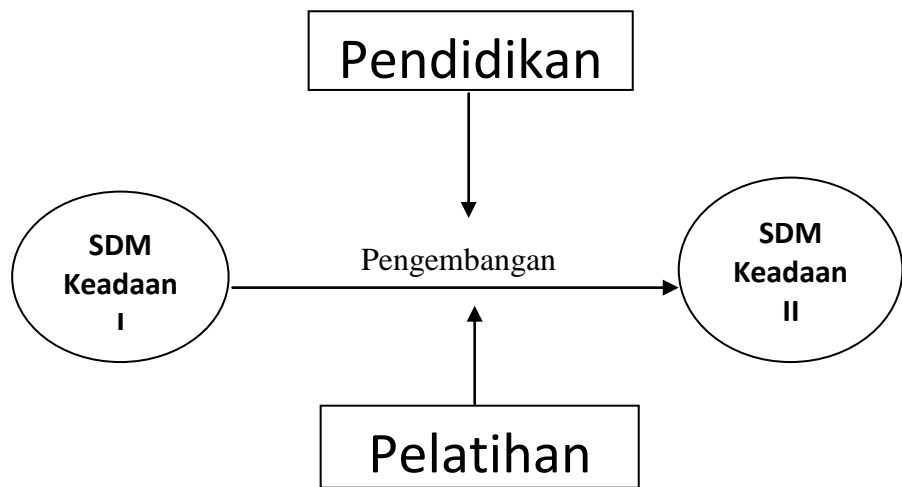 Pendidikan
SDM
Keadaan
I
Pengembangan
SDM
Keadaan
II
Pelatihan